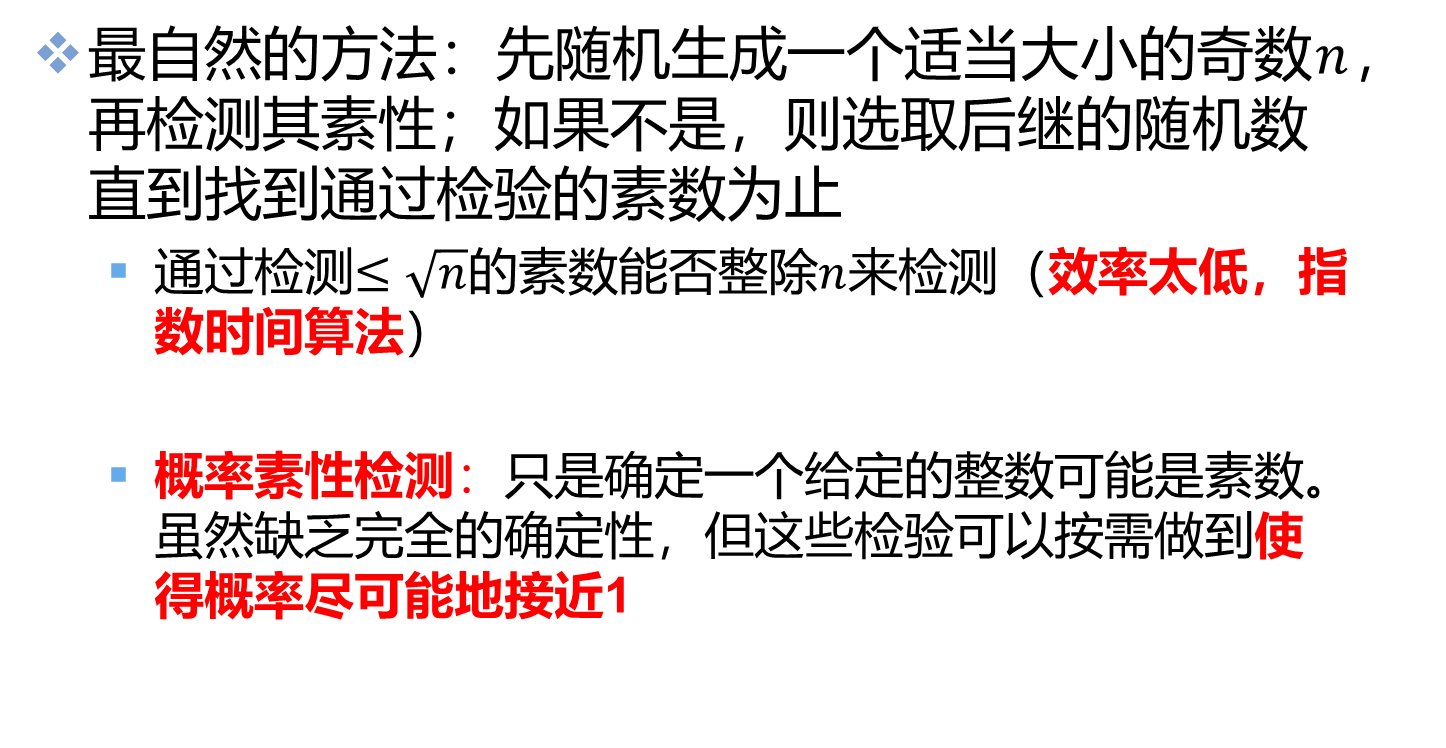 最自然的方法：先随机生成一个适当大小的奇数n，
再检测其素性；如果不是，则选取后继的随机数
直到找到通过检验的素数为止
通过检测≤ √n的素数能否整除n来检测（效率太低，指
数时间算法）
概率素性检测：只是确定一个给定的整数可能是素数。
虽然缺乏完全的确定性，但这些检验可以按需做到使
得概率尽可能地接近1